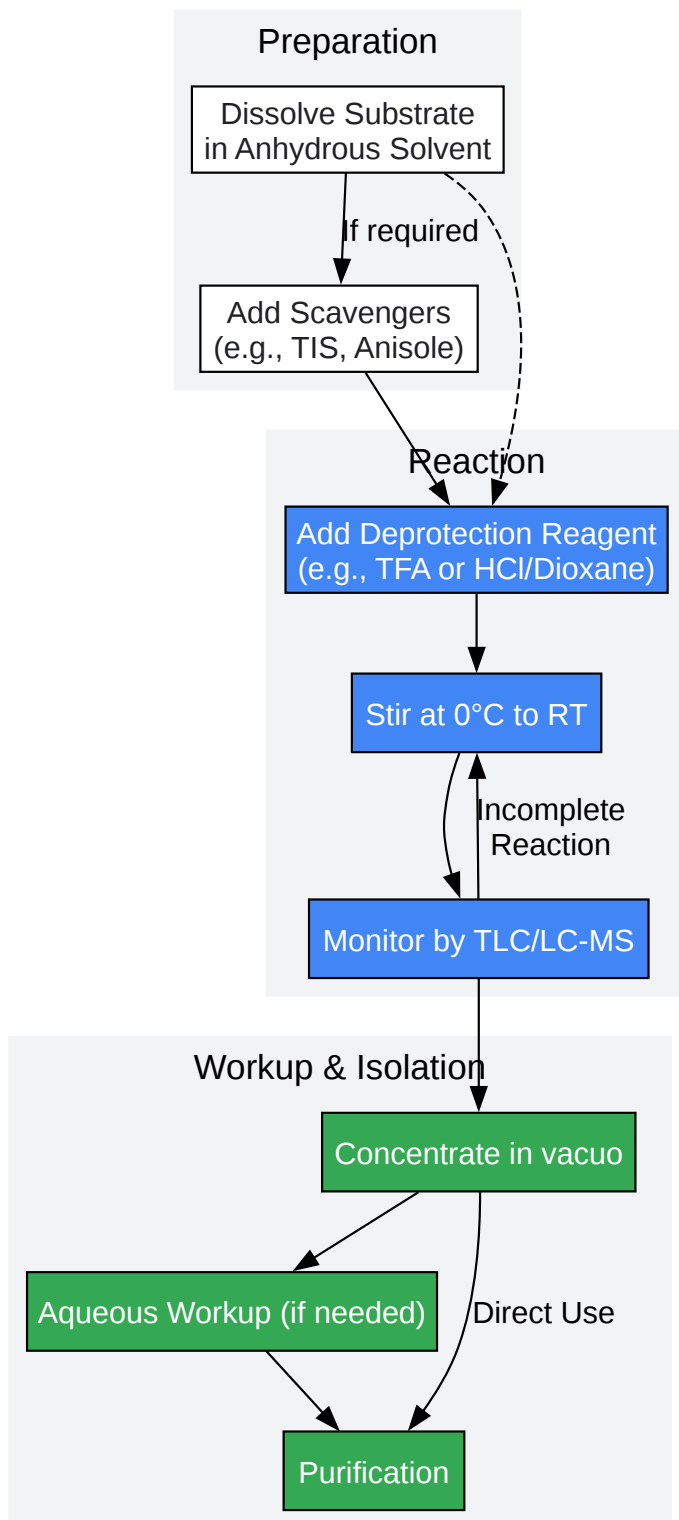 Preparation
Dissolve Substrate
in Anhydrous Solvent
If required
Add Scavengers
(e.g., TIS, Anisole)
Reaction
Add Deprotection Reagent
(e.g., TFA or HCl/Dioxane)
Stir at 0°C to RT
Incomplete
Reaction
Monitor by TLC/LC-MS
Workup & Isolation
Concentrate in vacuo
Aqueous Workup (if needed)
Direct Use
Purification